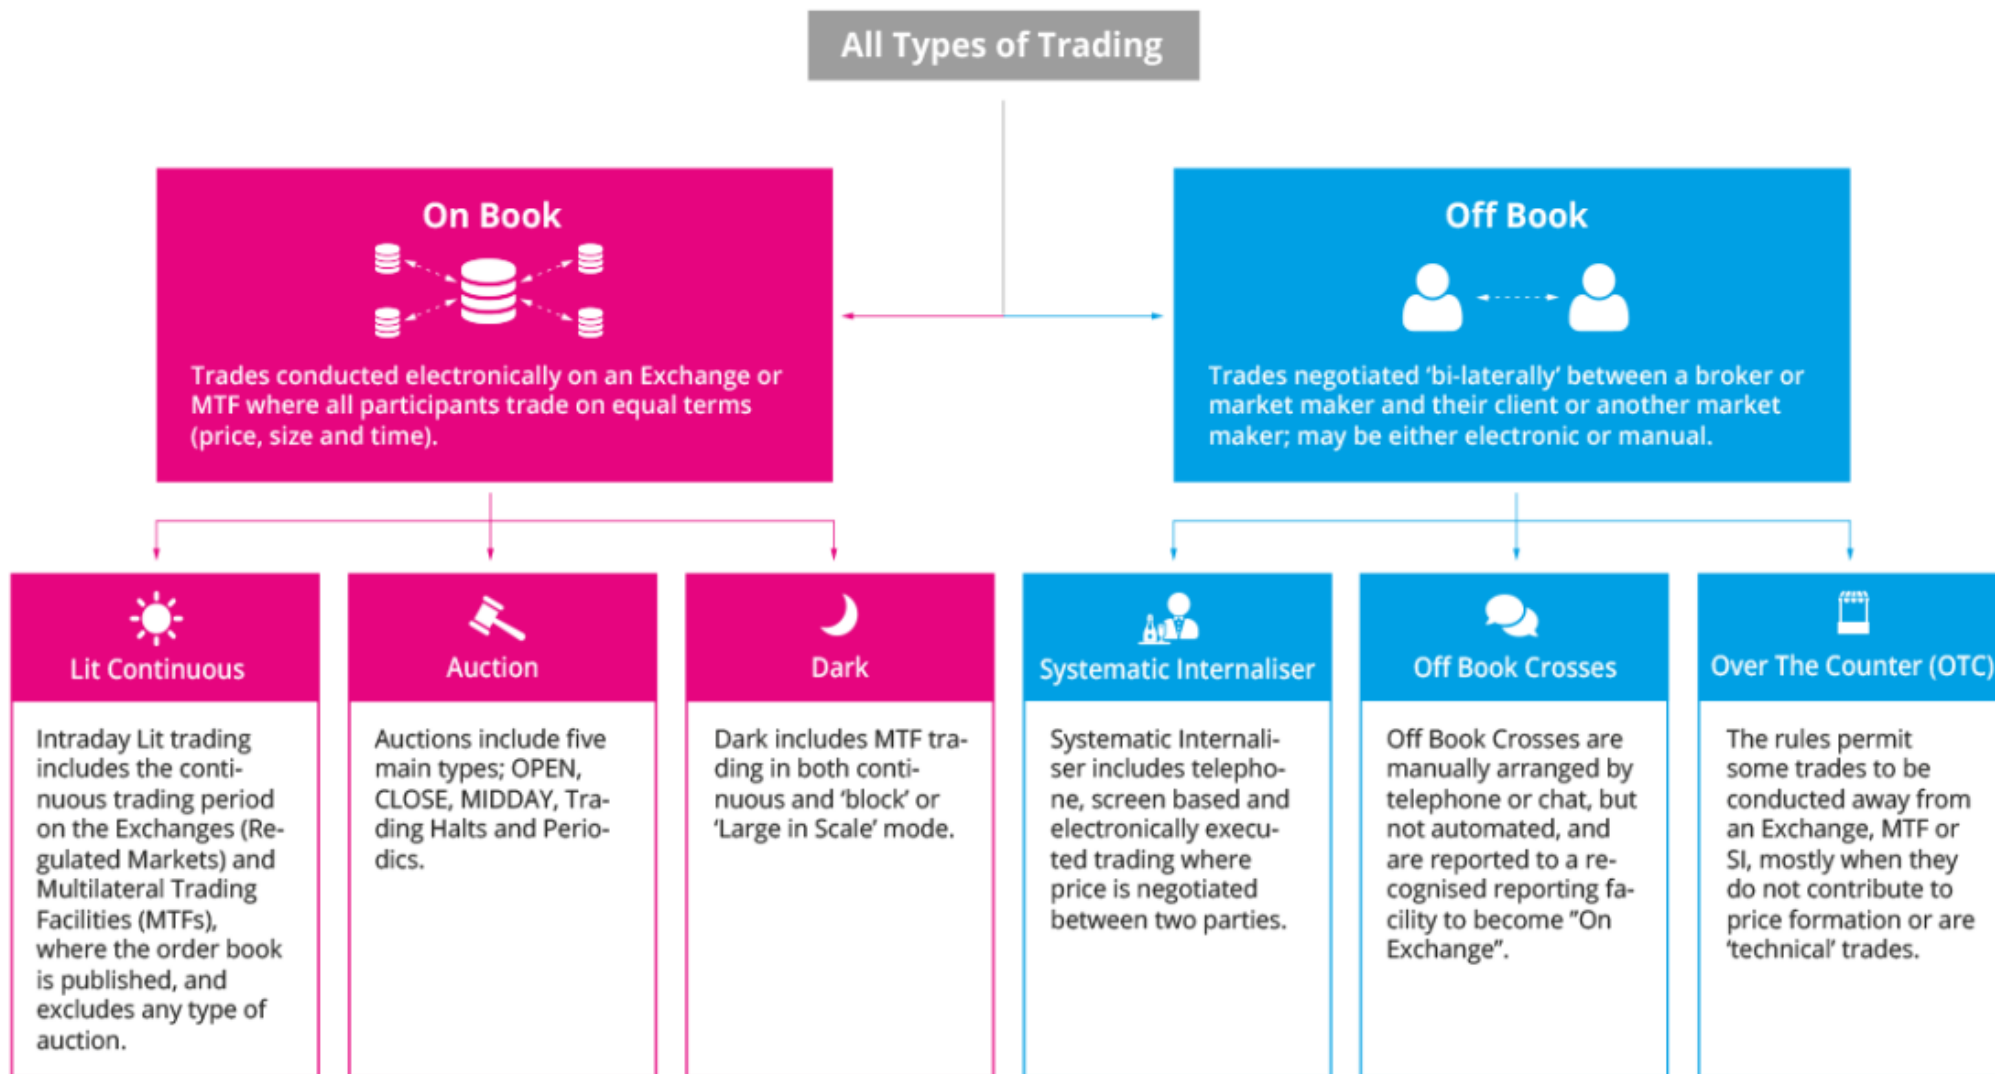 All Types of Trading
On Book
Trades conducted electronically on an Exchange or
MTF where all participants trade on equal terms
(price, size and time).
Off Book
Trades negotiated ‘bi-laterally’ between a broker or
market maker and their client or another market
maker; may be either electronic or manual.
Lit Continuous
Intraday Lit trading
includes the conti-
nuous trading period
on the Exchanges (Re-
gulated Markets) and
Multilateral Trading
Facilities (MTFs),
where the order book
is published, and
excludes any type of
auction.
Auction
Auctions include five
main types; OPEN,
CLOSE, MIDDAY, Tra-
ding Halts and Perio-
dics.
Dark
Dark includes MTF tra-
ding in both conti-
nuous and ‘block’ or
‘Large in Scale’ mode.
Systematic Internaliser
Systematic Internali-
ser includes telepho-
ne, screen based and
electronically execu-
ted trading where
price is negotiated
between two parties.
Off Book Crosses
Off Book Crosses are
manually arranged by
telephone or chat, but
not automated, and
are reported to a re-
cognised reporting fa-
cility to become ”On
Exchange”.
Over The Counter (OTC)
The rules permit
some trades to be
conducted away from
an Exchange, MTF or
SI, mostly when they
do not contribute to
price formation or are
‘technical’ trades.